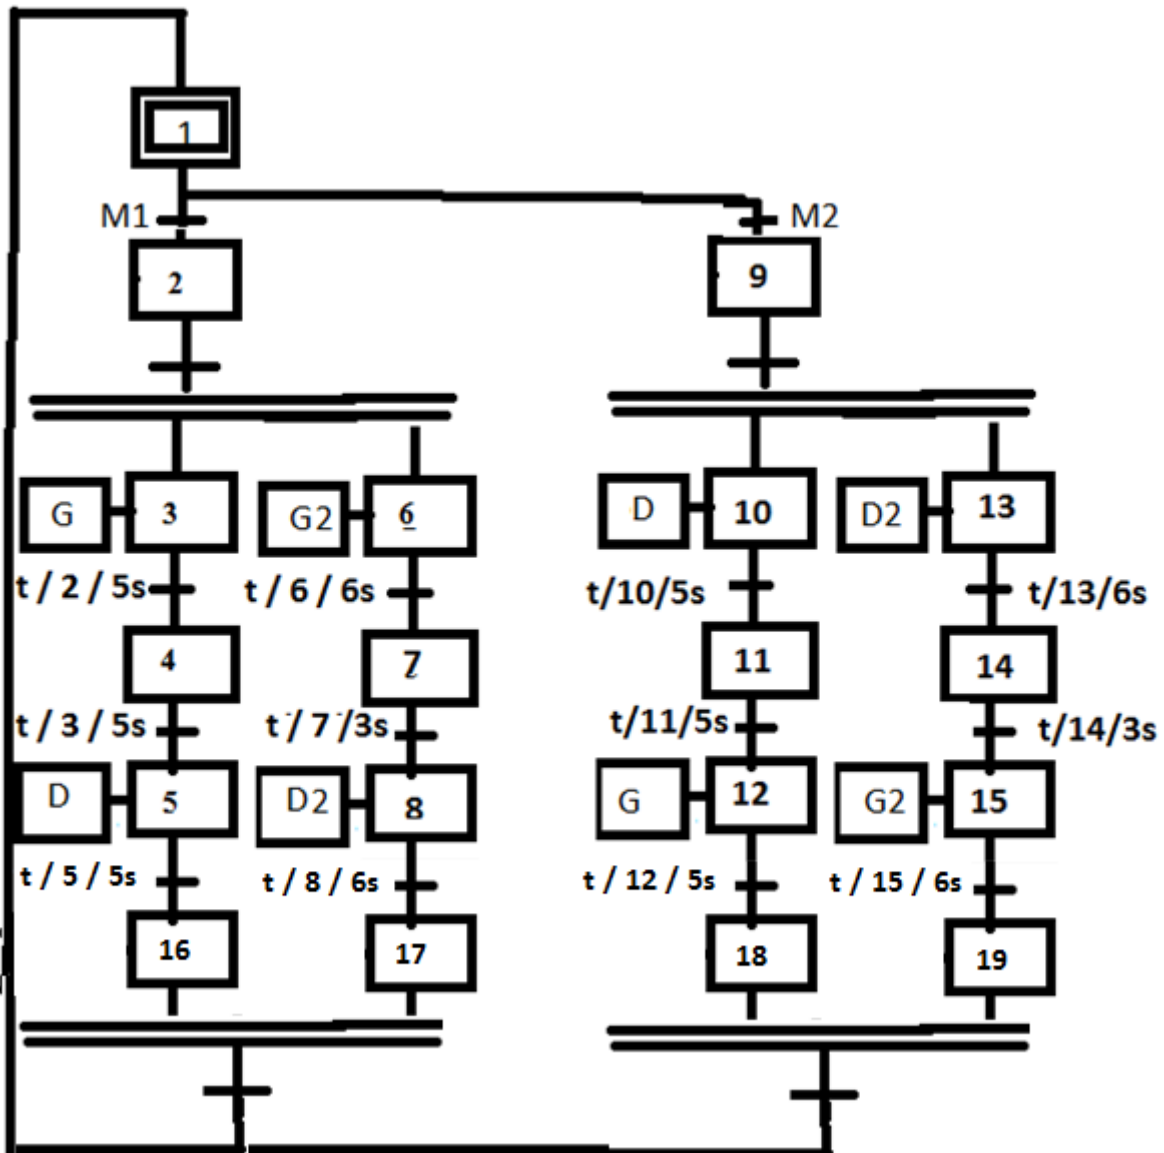 1
M1
M2
2
9
G
3
G2
6
D
10
D2
13
t / 2 / 5s
t / 6 / 6s
t/10/5s
t/13/6s
4
7
11
14
t / 3 / 5s
t / 7 /3s
t/11/5s
t/14/3s
D
5
D2
8
G
12
G2
15
t / 5 / 5s
t / 8 / 6s
t / 12 / 5s
t / 15 / 6s
16
17
18
19